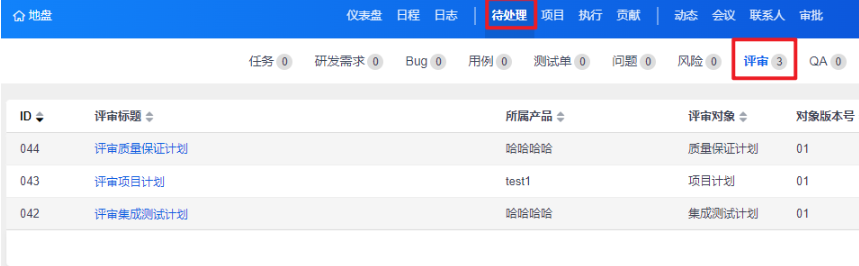 地盘 仪表盘 日程 日志 待处理 项目 执行 贡献 动态 会议 联系人 审批
任务 0 研发需求 0 Bug 0 用例 0 测试单 0 问题 0 风险 0 评审 3 QA 0
ID 评审标题 所属产品 评审对象 对象版本号
044 评审质量保证计划 哈哈哈哈 质量保证计划 01
043 评审项目计划 test1 项目计划 01
042 评审集成测试计划 哈哈哈哈 集成测试计划 01